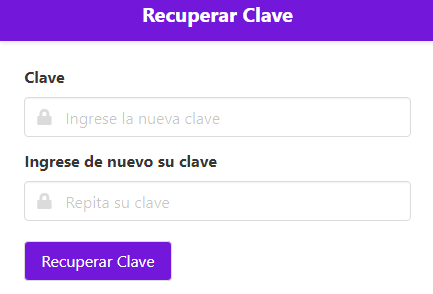 Recuperar Clave
Clave
Ingrese la nueva clave
Ingrese de nuevo su clave
Repita su clave
Recuperar Clave